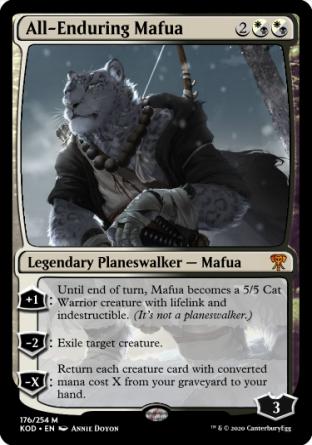 All-Enduring Mafua 2
Legendary Planeswalker — Mafua
+1 : Until end of turn, Mafua becomes a 5/5 Cat
Warrior creature with lifelink and
indestructible. (It's not a planeswalker.)
-2 : Exile target creature.
-X : Return each creature card with converted
mana cost X from your graveyard to your
hand.
3
176/254 M
KOD • EN Annie Doyon
™ & © 2020 CanterburyEgg